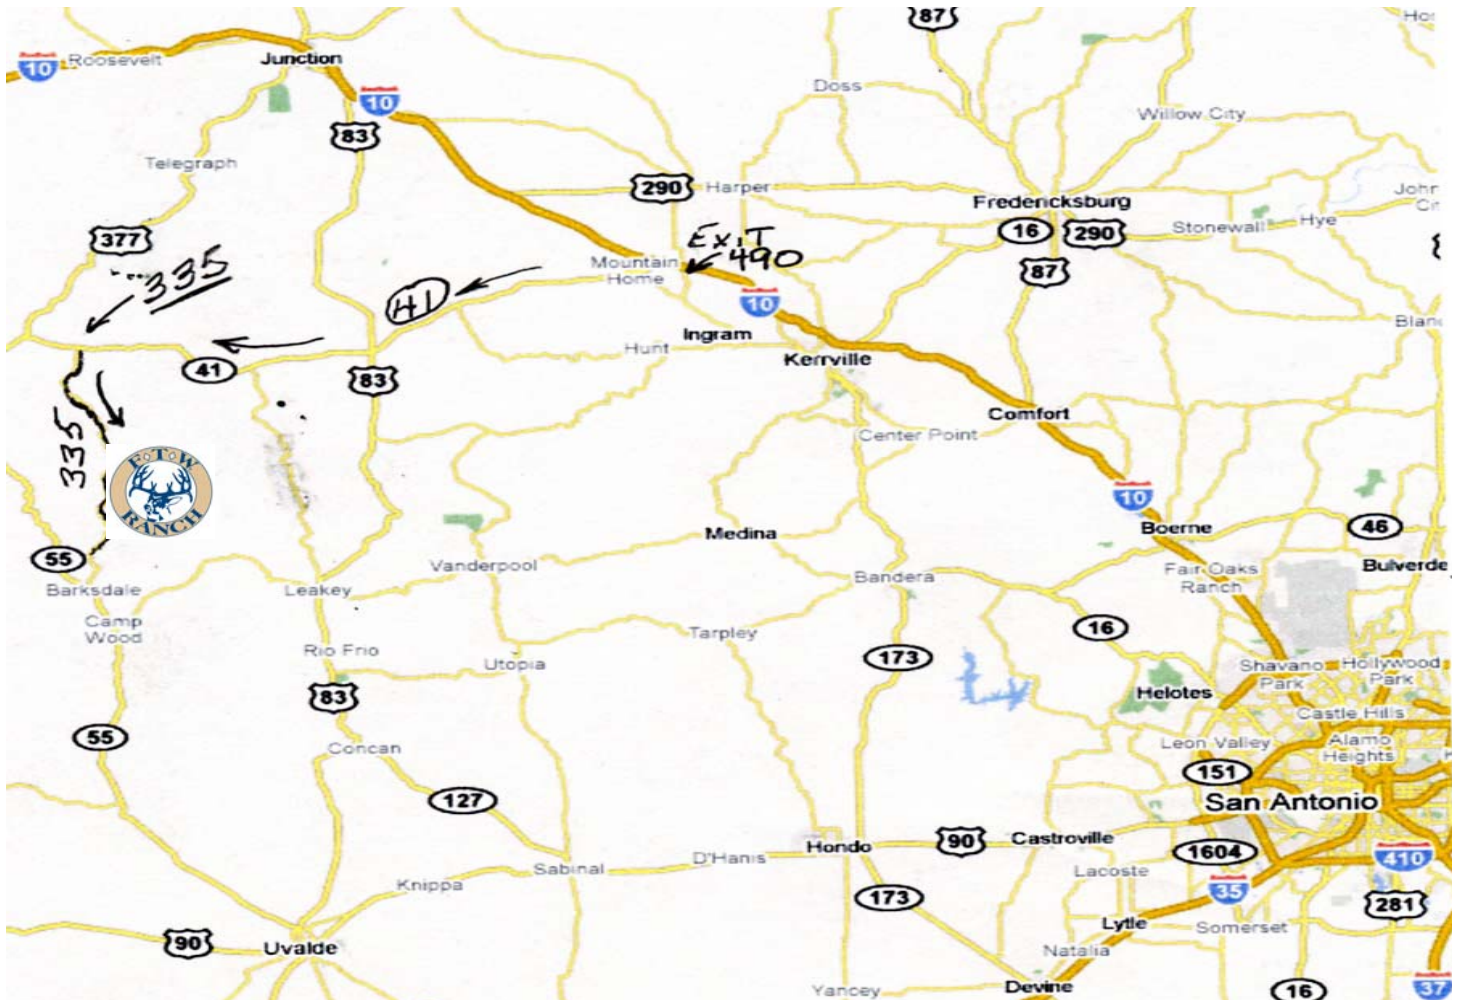 87
Ho
10
Roosevelt
Junction
10
Doss
83
Willow City
Telegraph
290
Harper
John
Cit
Fredericksburg
16
290
Stonewall
Hye
377
Exit
490
335
Mountain
Home
87
41
10
Ingram
Blan
Hunt
Kerrville
41
83
335
Comfort
Center Point
F·T·W
RANCH
10
Medina
Boerne
46
55
Vanderpool
Bandera
Fair Oaks
Ranch
Bulverde
Barksdale
Leakey
Camp
Wood
Tarpley
16
Rio Frio
Utopia
173
Shavano
Park
Hollywood
Park
83
Helotes
Castle Hills
55
Concan
Leon Valley
Alamo
Heights
151
127
San Antonio
Hondo
90
Castroville
1604
410
D'Hanis
Sabinal
Lacoste
Knippa
35
173
281
90
Uvalde
Lytle
Somerset
Natalia
Yancey
Devine
16
37